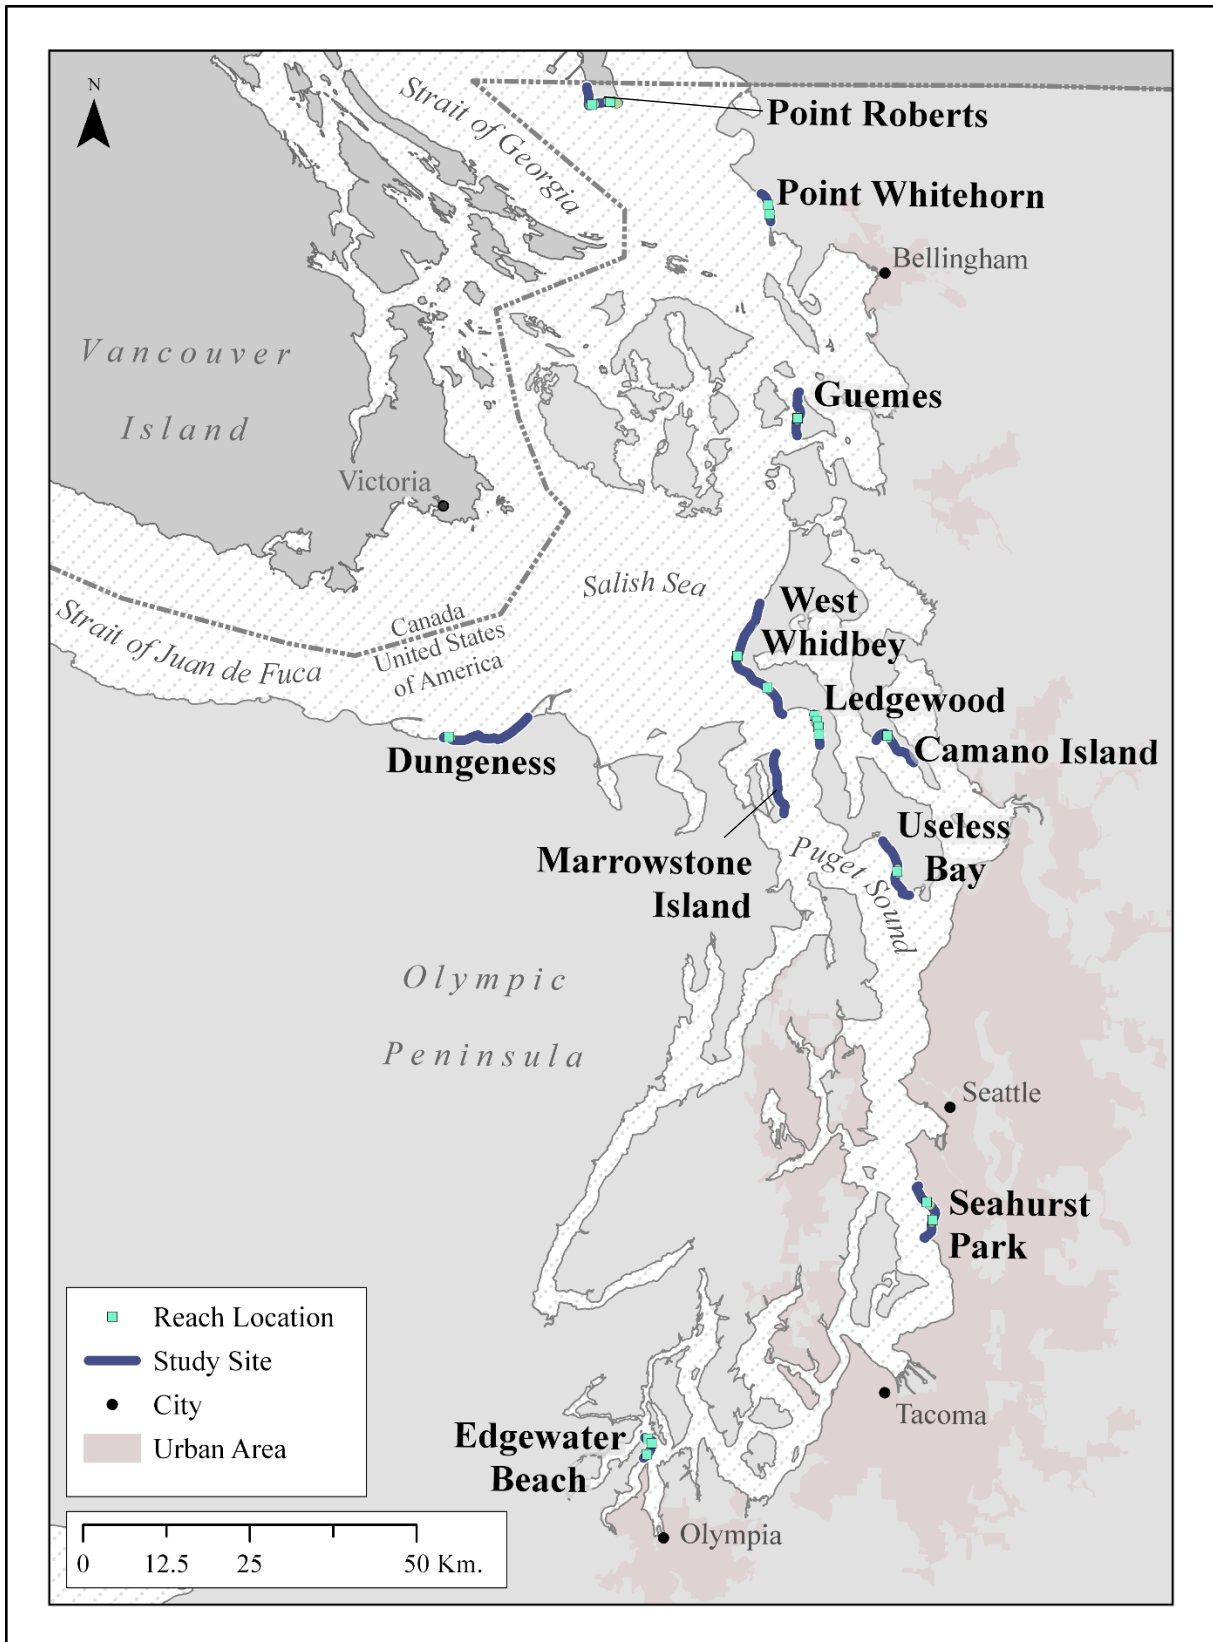 N
Strait of Georgia
Point Roberts
Point Whitehorn
Bellingham
Vancouver
Island
Guemes
Victoria
Salish Sea
West
Whidbey
Strait of Juan de Fuca
Canada
United States
of America
Ledgewood
Camano Island
Dungeness
Useless
Bay
Marrowstone
Island
Puget Sound
Olympic
Peninsula
Seattle
Seahurst
Park
Reach Location
Study Site
City
Urban Area
Tacoma
Edgewater
Beach
Olympia
0 12.5 25 50 Km.